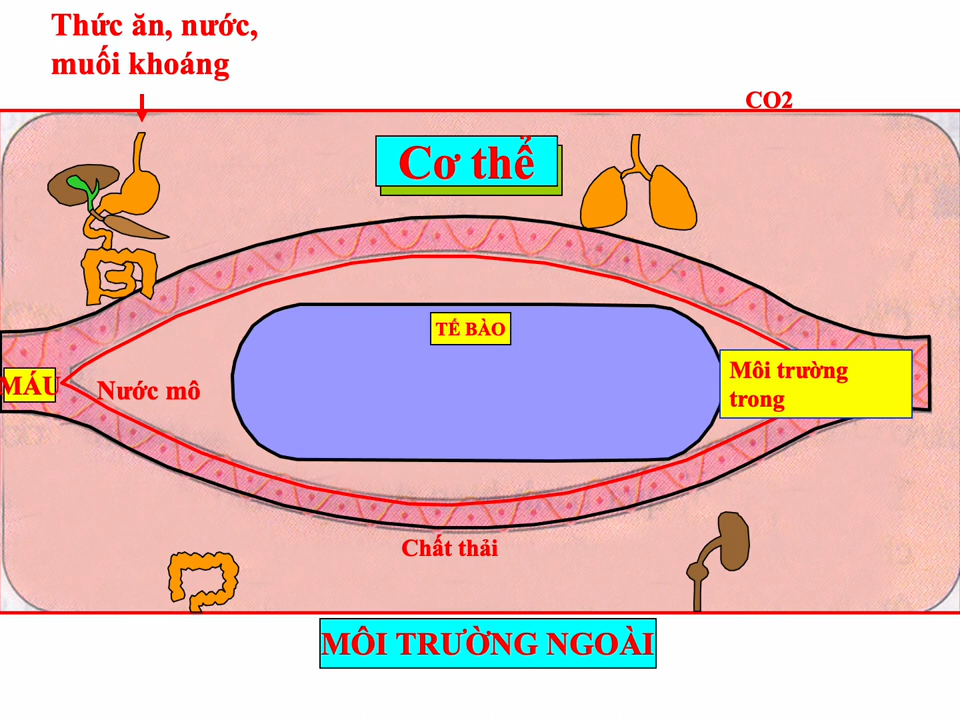 Thức ăn, nước,
muối khoáng
CO2
Cơ thể
TẾ BÀO
MÁU
Nước mô
Môi trường
trong
Chất thải
MÔI TRƯỜNG NGOÀI